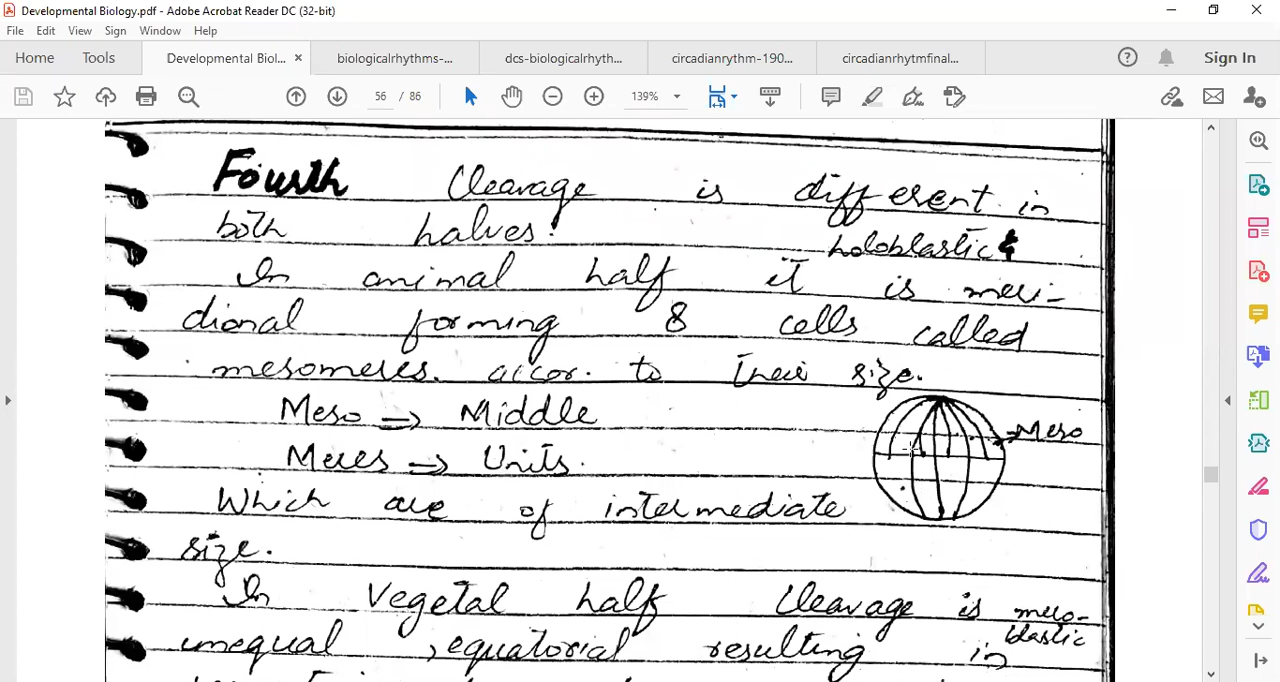 Developmental Biology.pdf - Adobe Acrobat Reader DC (32-bit)
File Edit View Sign Window Help
Home Tools Developmental Biol... × biologicalrhythms-... dcs-biologicalrhyth... circadianrythm-190... circadianrhytmfinal... Sign In
56 / 86 139%
Fourth Cleavage is different in
both halves.
holoblastic &
In animal half it is meri-
dional forming 8 cells called
mesomeres. accor. to their size.
Meso => Middle
Meso
Meres => Units.
Which are of intermediate
size.
In Vegetal half Cleavage is mero-
blastic
unequal, equatorial resulting in